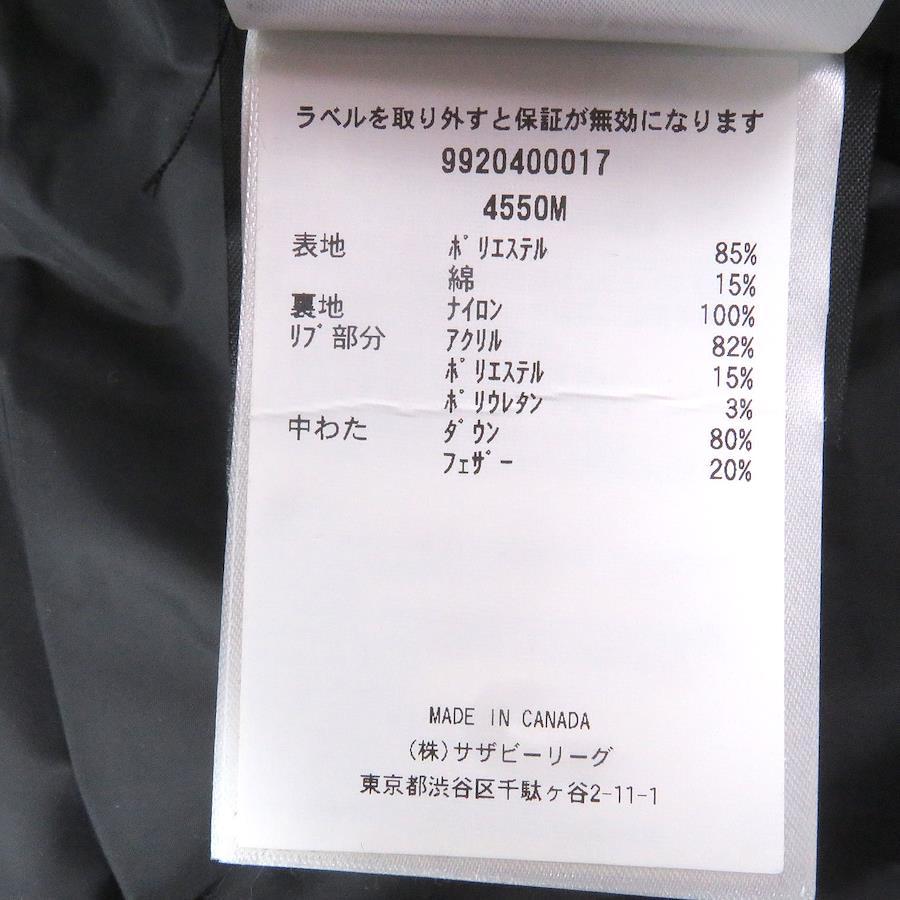 ラベルを取り外すと保証が無効になります
9920400017
4550M
表地 ポリエステル 85%
綿 15%
裏地 ナイロン 100%
リブ部分 アクリル 82%
ポリエステル 15%
ポリウレタン 3%
中わた ダウン 80%
フェザー 20%
MADE IN CANADA
(株)サザビーリーグ
東京都渋谷区千駄ヶ谷2-11-1